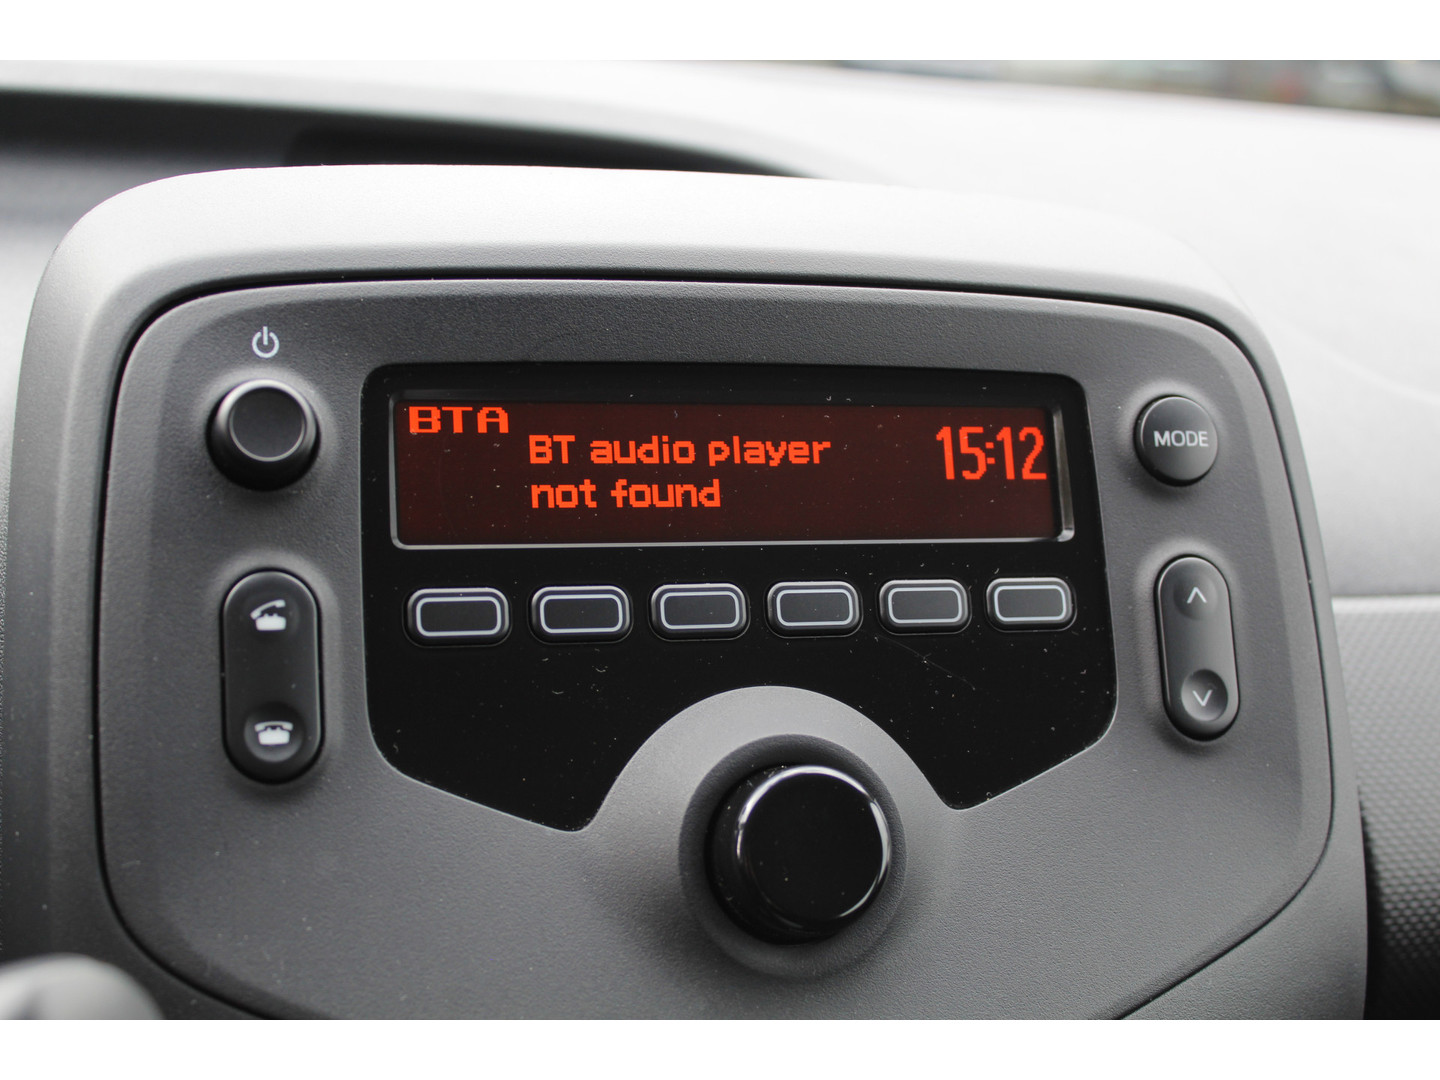 BTA
BT audio player
not found
15:12
MODE